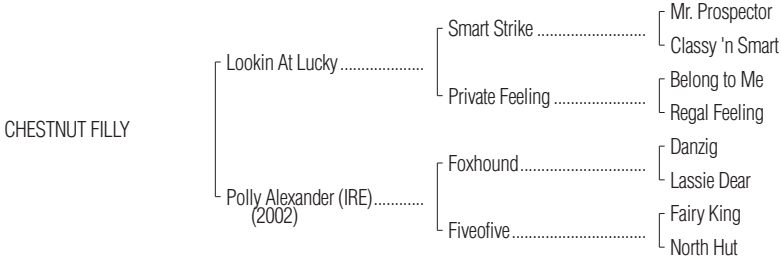 Mr. Prospector
Smart Strike ..........................
Classy 'n Smart
Lookin At Lucky ....................
Belong to Me
Private Feeling ......................
Regal Feeling
CHESTNUT FILLY
Danzig
Foxhound..............................
Lassie Dear
Polly Alexander (IRE)............
(2002)
Fairy King
Fiveofive................................
North Hut